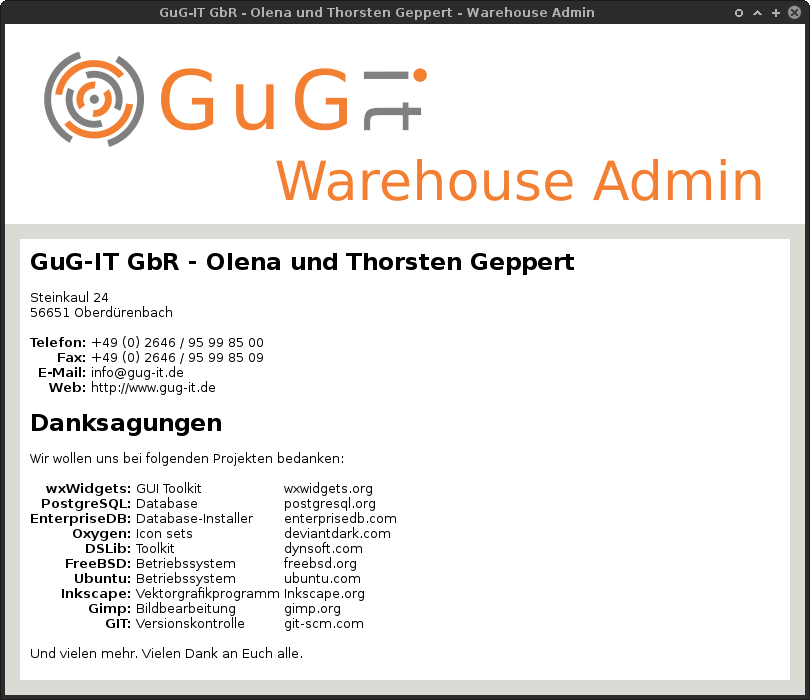 GuG-IT GbR - Olena und Thorsten Geppert - Warehouse Admin
GuG IT
Warehouse Admin
GuG-IT GbR - Olena und Thorsten Geppert
Steinkaul 24
56651 Oberdürenbach
Telefon: +49 (0) 2646 / 95 99 85 00
Fax: +49 (0) 2646 / 95 99 85 09
E-Mail: info@gug-it.de
Web: http://www.gug-it.de
Danksagungen
Wir wollen uns bei folgenden Projekten bedanken:
wxWidgets: GUI Toolkit wxwidgets.org
PostgreSQL: Database postgresql.org
EnterpriseDB: Database-Installer enterprisedb.com
Oxygen: Icon sets deviantdark.com
DSLib: Toolkit dynsoft.com
FreeBSD: Betriebssystem freebsd.org
Ubuntu: Betriebssystem ubuntu.com
Inkscape: Vektorgrafikprogramm Inkscape.org
Gimp: Bildbearbeitung gimp.org
GIT: Versionskontrolle git-scm.com
Und vielen mehr. Vielen Dank an Euch alle.